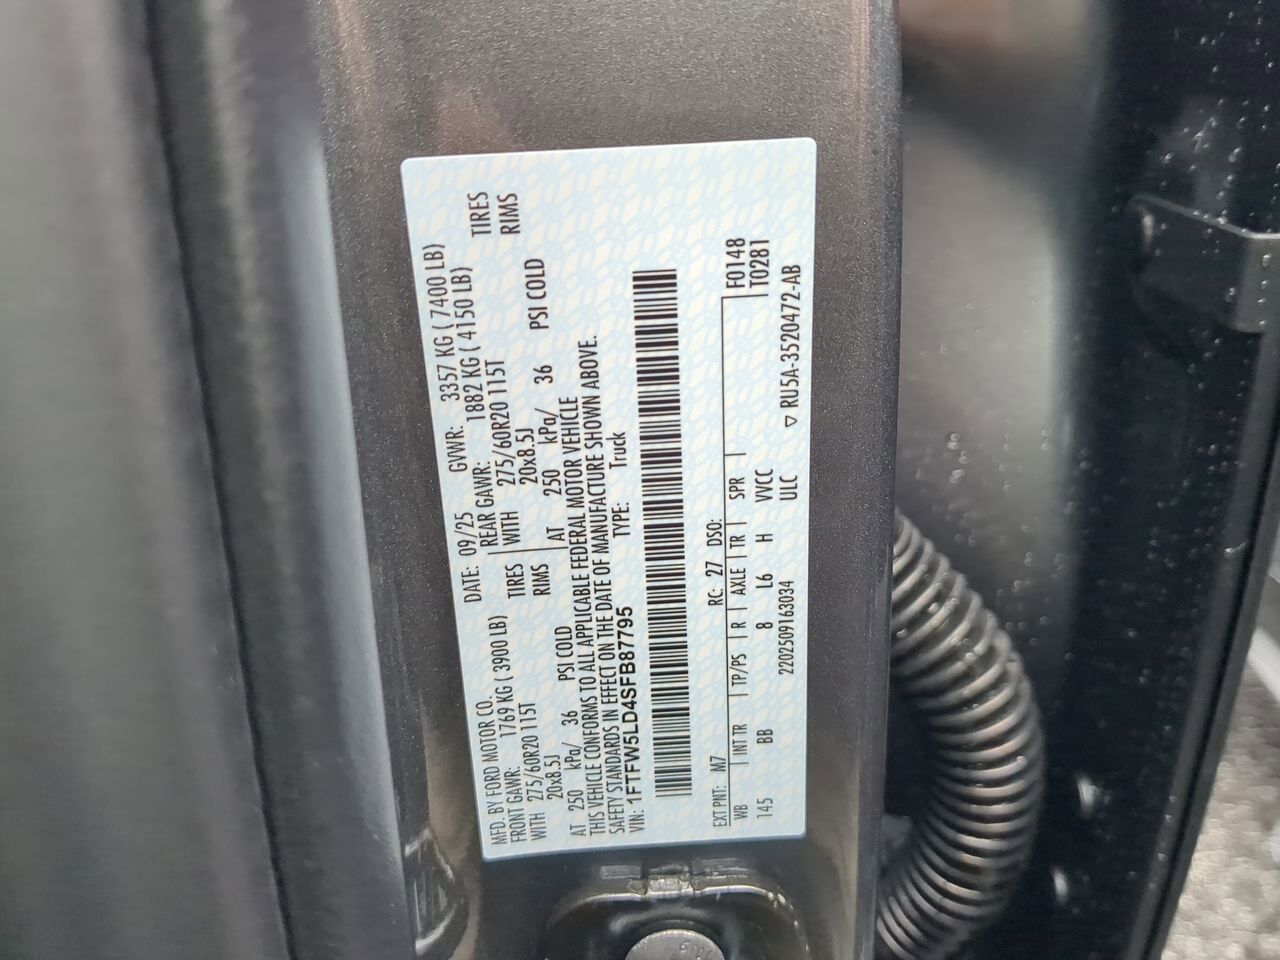 MFD. BY FORD MOTOR CO.
DATE: 09/25 GVWR: 3357 KG ( 7400 LB)
FRONT GAWR: 1769 KG ( 3900 LB) REAR GAWR: 1882 KG ( 4150 LB)
WITH 275/60R20 115T TIRES WITH 275/60R20 115T TIRES
20x8.5J RIMS 20x8.5J RIMS
AT 250 kPa/ 36 PSI COLD AT 250 kPa/ 36 PSI COLD
THIS VEHICLE CONFORMS TO ALL APPLICABLE FEDERAL MOTOR VEHICLE
SAFETY STANDARDS IN EFFECT ON THE DATE OF MANUFACTURE SHOWN ABOVE.
VIN: 1FTFW5LD4SFB87795 TYPE: Truck
EXT PNT: M7 RC: 27 DSO: F0148
WB INT TR TP/PS R AXLE TR SPR T0281
145 BB 8 L6 H VVCC
2202509163034 ULC ▽ RU5A-3520472-AB